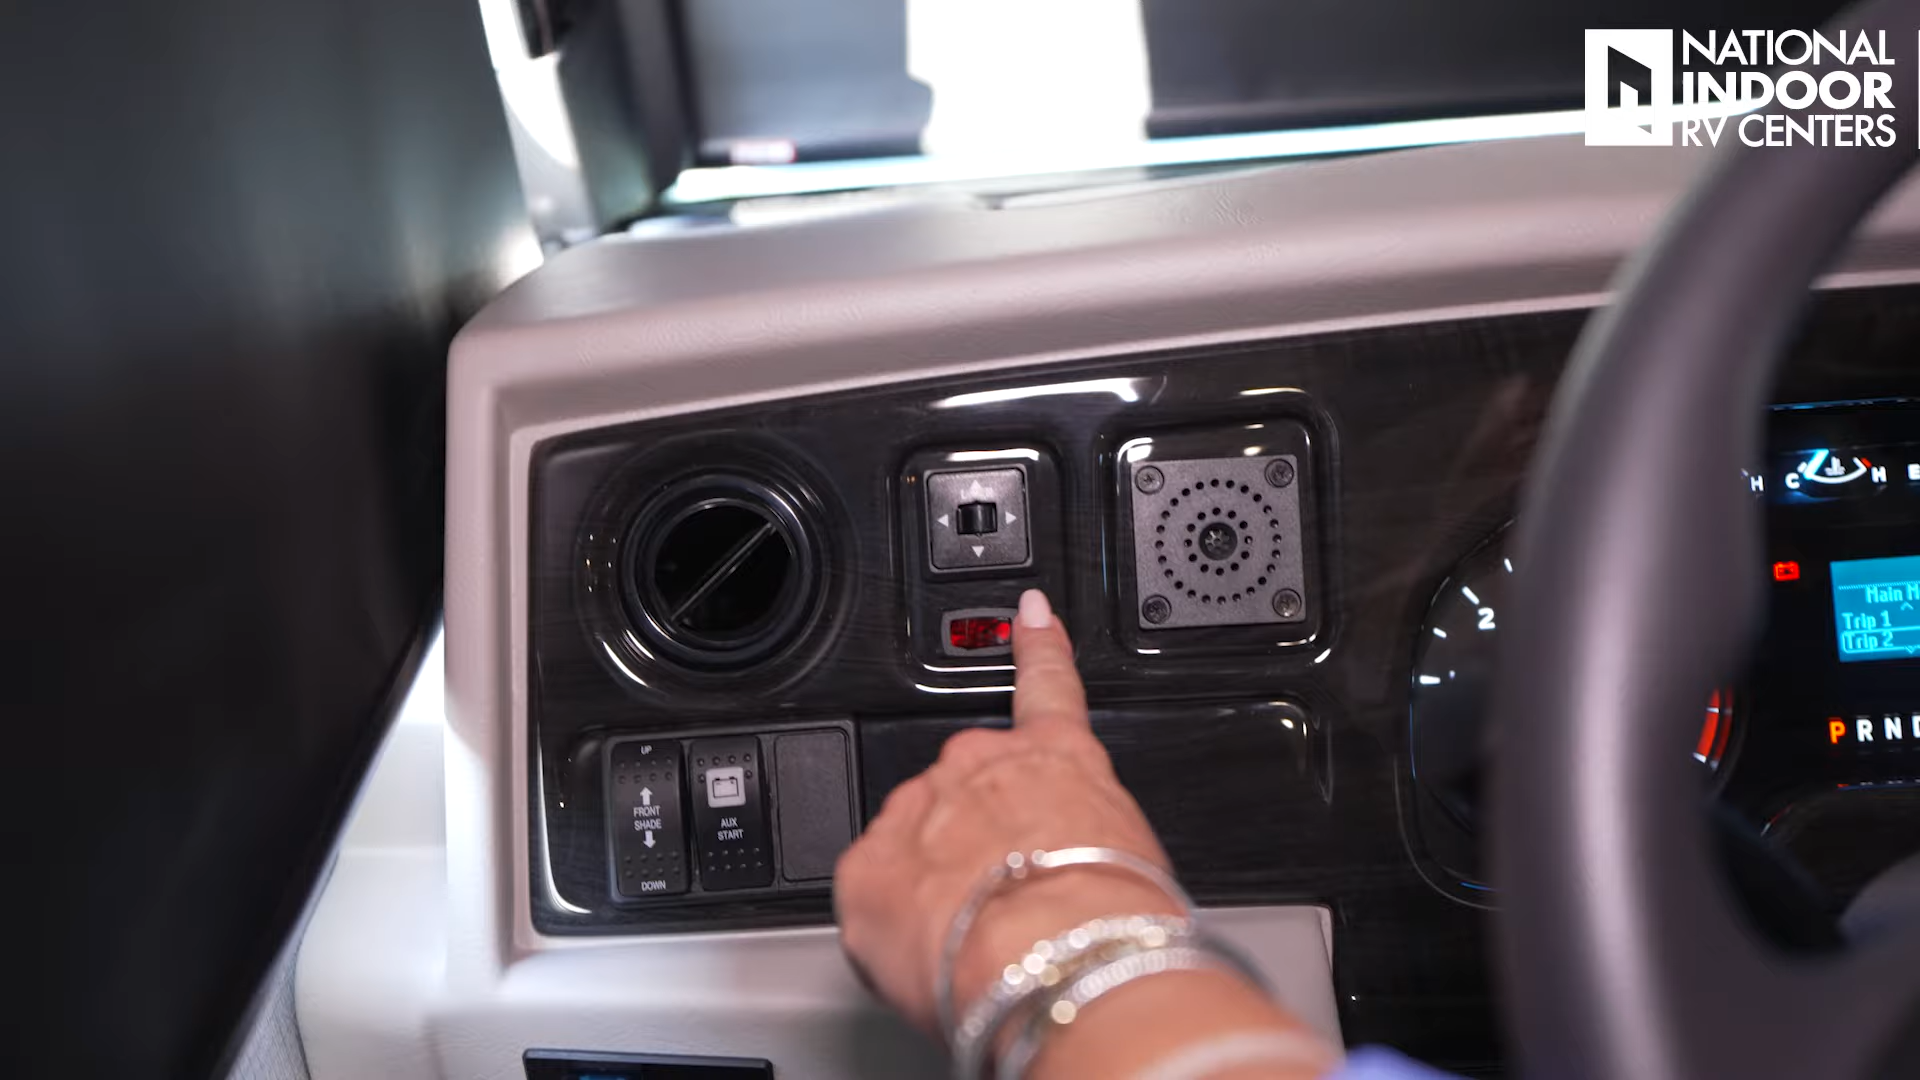 NATIONAL
INDOOR
RV CENTERS
H C H E
2
Main M
Trip 1
Trip 2
P R N D
UP
FRONT
SHADE
DOWN
AUX
START